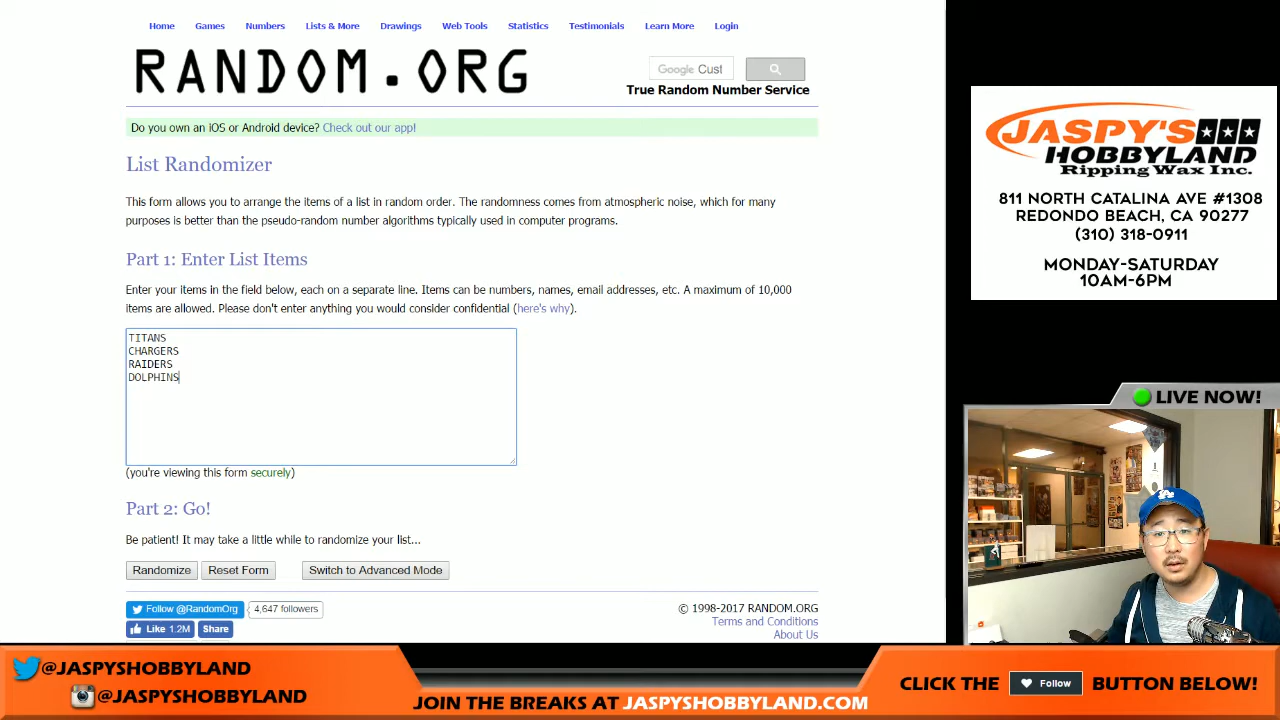 Home Games Numbers Lists & More Drawings Web Tools Statistics Testimonials Learn More Login
RANDOM.ORG
Google Cust
True Random Number Service
Do you own an iOS or Android device? Check out our app!
List Randomizer
This form allows you to arrange the items of a list in random order. The randomness comes from atmospheric noise, which for many
purposes is better than the pseudo-random number algorithms typically used in computer programs.
Part 1: Enter List Items
Enter your items in the field below, each on a separate line. Items can be numbers, names, email addresses, etc. A maximum of 10,000
items are allowed. Please don't enter anything you would consider confidential (here's why).
TITANS
CHARGERS
RAIDERS
DOLPHINS
(you're viewing this form securely)
Part 2: Go!
Be patient! It may take a little while to randomize your list...
Randomize Reset Form Switch to Advanced Mode
Follow @RandomOrg 4,647 followers
Like 1.2M Share
© 1998-2017 RANDOM.ORG
Terms and Conditions
About Us
JASPY'S
HOBBYLAND
Ripping Wax Inc.
811 NORTH CATALINA AVE #1308
REDONDO BEACH, CA 90277
(310) 318-0911
MONDAY-SATURDAY
10AM-6PM
LIVE NOW!
LA
@JASPYSHOBBYLAND
@JASPYSHOBBYLAND
JOIN THE BREAKS AT JASPYSHOBBYLAND.COM
CLICK THE Follow BUTTON BELOW!